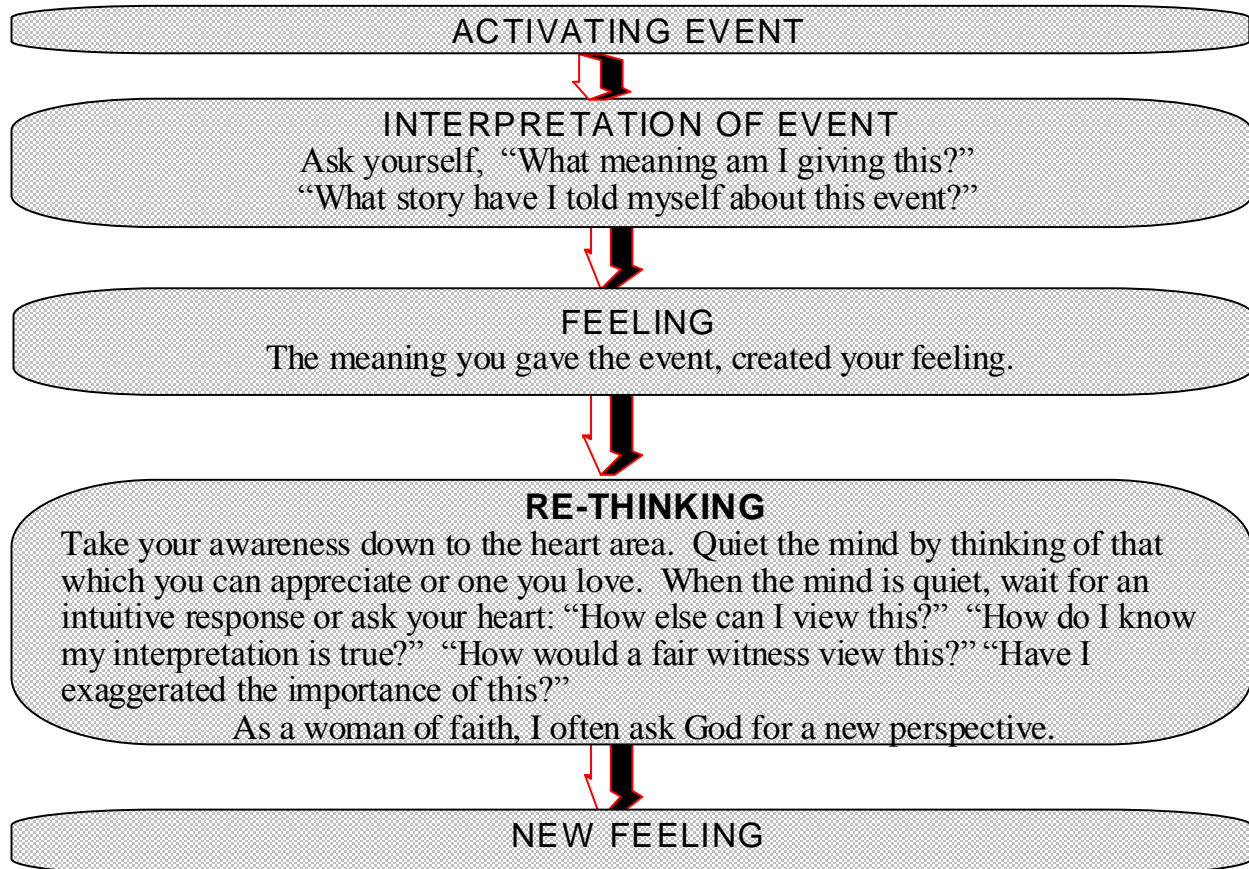 ACTIVATING EVENT
INTERPRETATION OF EVENT
Ask yourself,  “What meaning am I giving this?”
“What story have I told myself about this event?”
FEELING
The meaning you gave the event, created your feeling.
RE-THINKING
Take your awareness down to the heart area.  Quiet the mind by thinking of that
which you can appreciate or one you love.  When the mind is quiet, wait for an
intuitive response or ask your heart: “How else can I view this?”  “How do I know
my interpretation is true?”  “How would a fair witness view this?” “Have I
exaggerated the importance of this?”
As a woman of faith, I often ask God for a new perspective.
NEW FEELING